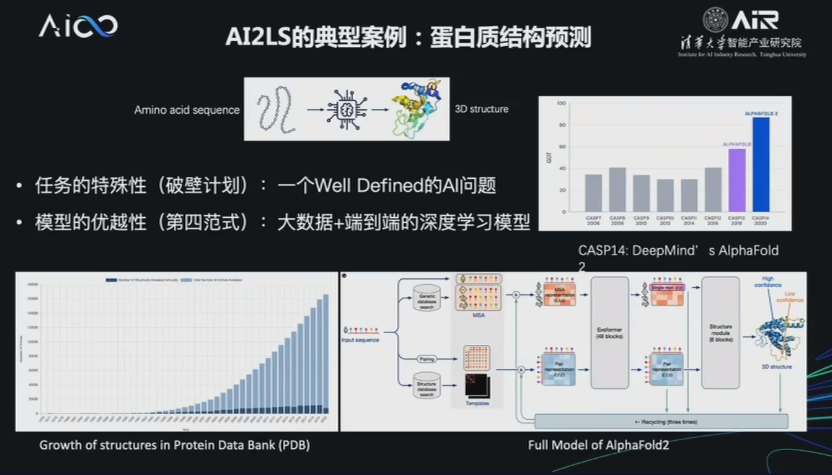 AI
AIR
清华大学智能产业研究院
Institute for AI Industry Research, Tsinghua University
AI2LS的典型案例：蛋白质结构预测
Amino acid sequence
3D structure
• 任务的特殊性（破壁计划）：一个Well Defined的AI问题
• 模型的优越性（第四范式）：大数据+端到端的深度学习模型
100
80
60
40
20
0
GDT
ALPHAFOLD
ALPHAFOLD 2
CASP7
2006
CASP8
2008
CASP9
2010
CASP10
2012
CASP11
2014
CASP12
2016
CASP13
2018
CASP14
2020
CASP14: DeepMind's AlphaFold
2
Growth of structures in Protein Data Bank (PDB)
Input sequence
Genetic
database
search
MSA
Pairing
Structure
database
search
Templates
MSA
representation
Pair
representation
Evoformer
(48 blocks)
Single repr.
Pair
representation
Structure
module
(8 blocks)
High
confidence
Low
confidence
3D structure
← Recycling (three times)
Full Model of AlphaFold2